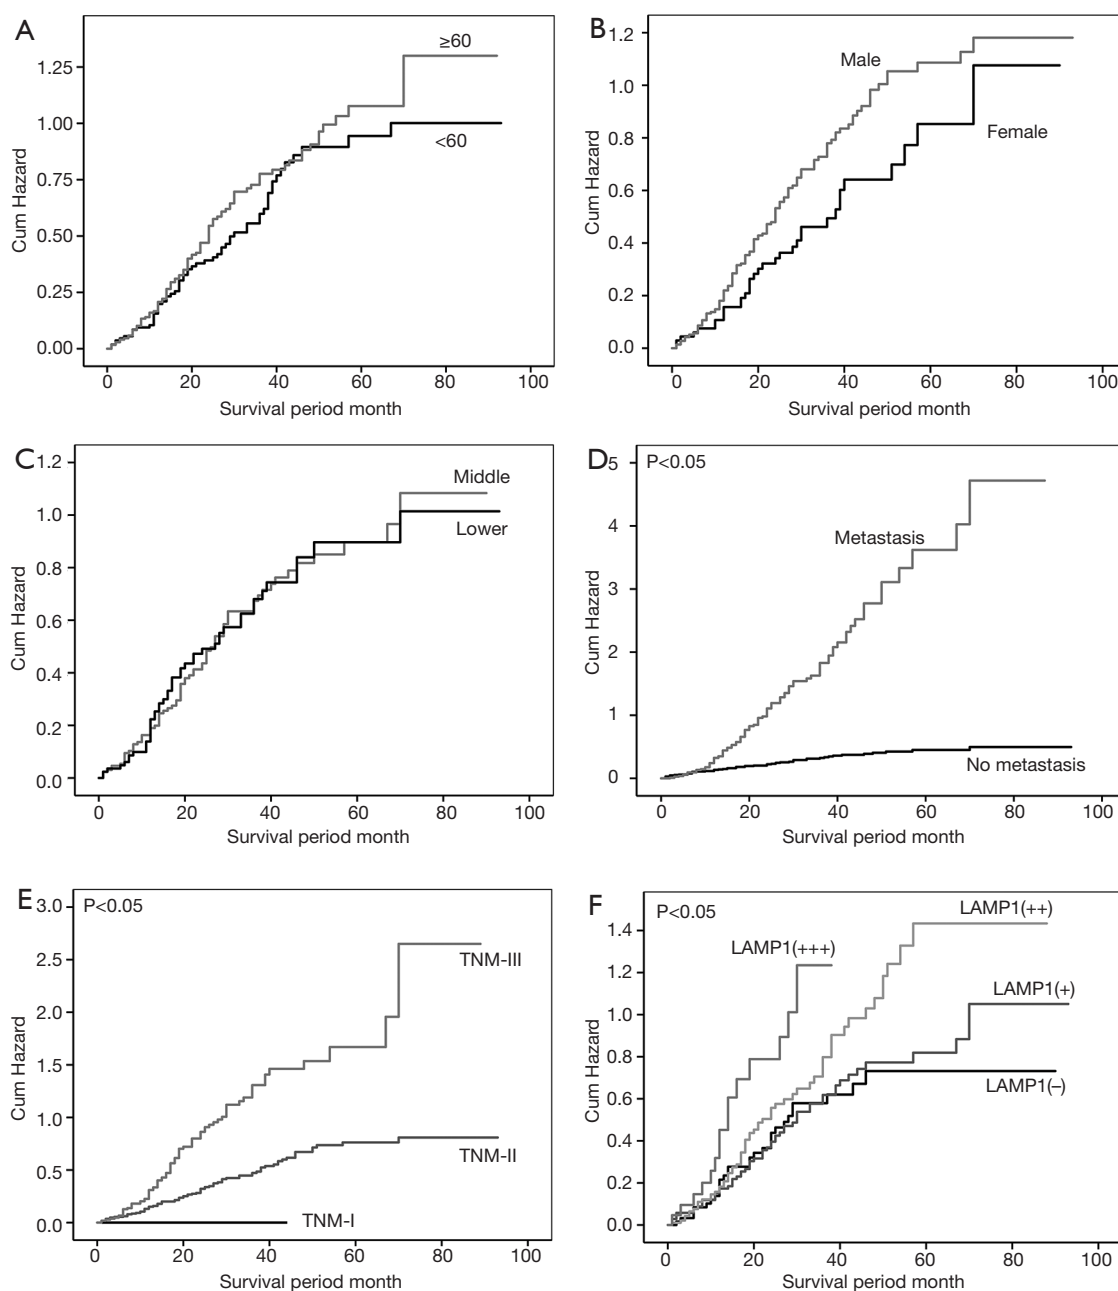 A
≥60
<60
1.25
1.00
0.75
0.50
0.25
0.00
Cum Hazard
0 20 40 60 80 100
Survival period month
B
Male
Female
1.2
1.0
0.8
0.6
0.4
0.2
0.0
Cum Hazard
0 20 40 60 80 100
Survival period month
C
Middle
Lower
1.2
1.0
0.8
0.6
0.4
0.2
0.0
Cum Hazard
0 20 40 60 80 100
Survival period month
D
P<0.05
Metastasis
No metastasis
5
4
3
2
1
0
Cum Hazard
0 20 40 60 80 100
Survival period month
E
P<0.05
TNM-III
TNM-II
TNM-I
3.0
2.5
2.0
1.5
1.0
0.5
0.0
Cum Hazard
0 20 40 60 80 100
Survival period month
F
P<0.05
LAMP1(++)
LAMP1(+++)
LAMP1(+)
LAMP1(–)
1.4
1.2
1.0
0.8
0.6
0.4
0.2
0.0
Cum Hazard
0 20 40 60 80 100
Survival period month